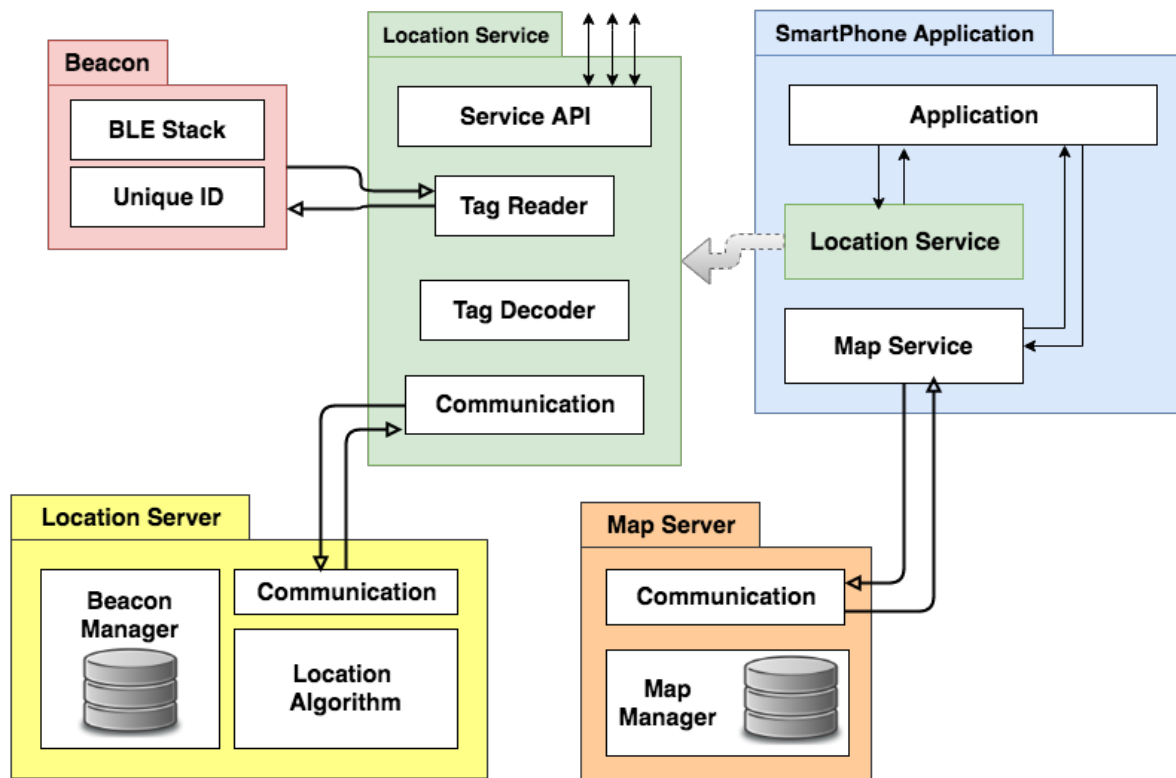 Beacon
BLE Stack
Unique ID
Location Service
Service API
Tag Reader
Tag Decoder
Communication
SmartPhone Application
Application
Location Service
Map Service
Location Server
Beacon
Manager
Communication
Location
Algorithm
Map Server
Communication
Map
Manager